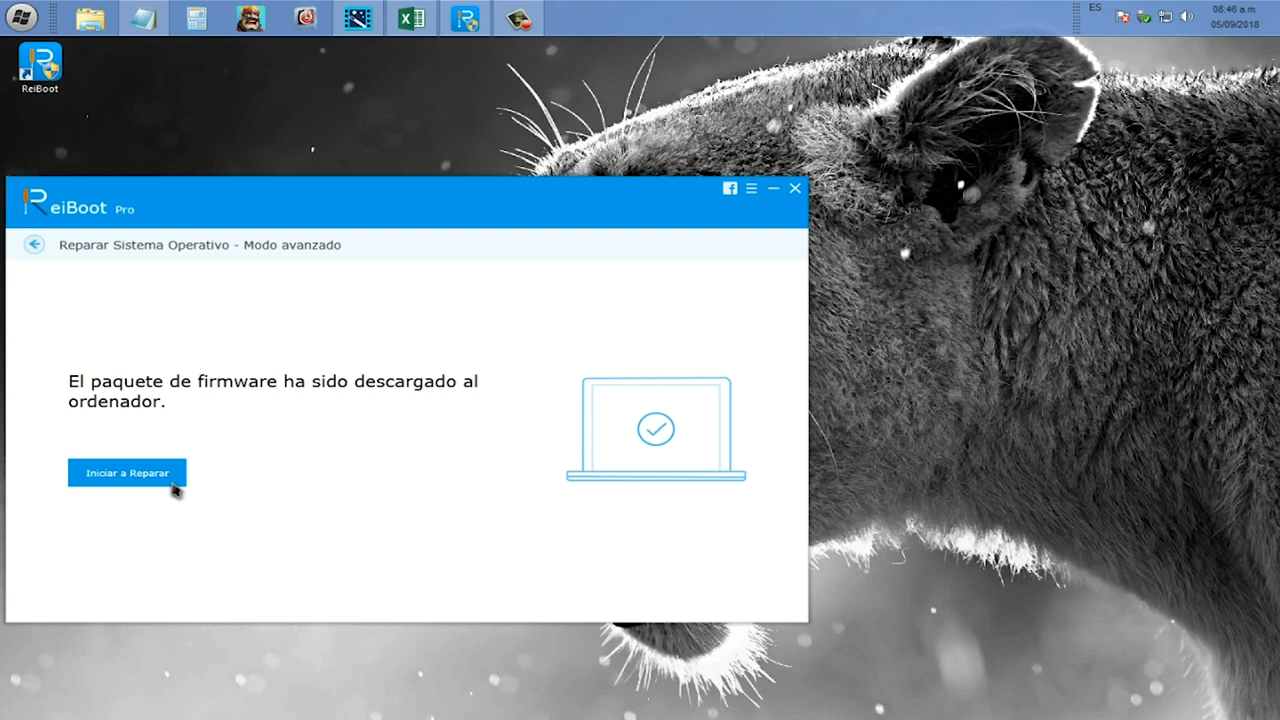 ES
08:46 a.m.
05/09/2018
ReiBoot
ReiBoot Pro
Reparar Sistema Operativo - Modo avanzado
El paquete de firmware ha sido descargado al
ordenador.
Iniciar a Reparar